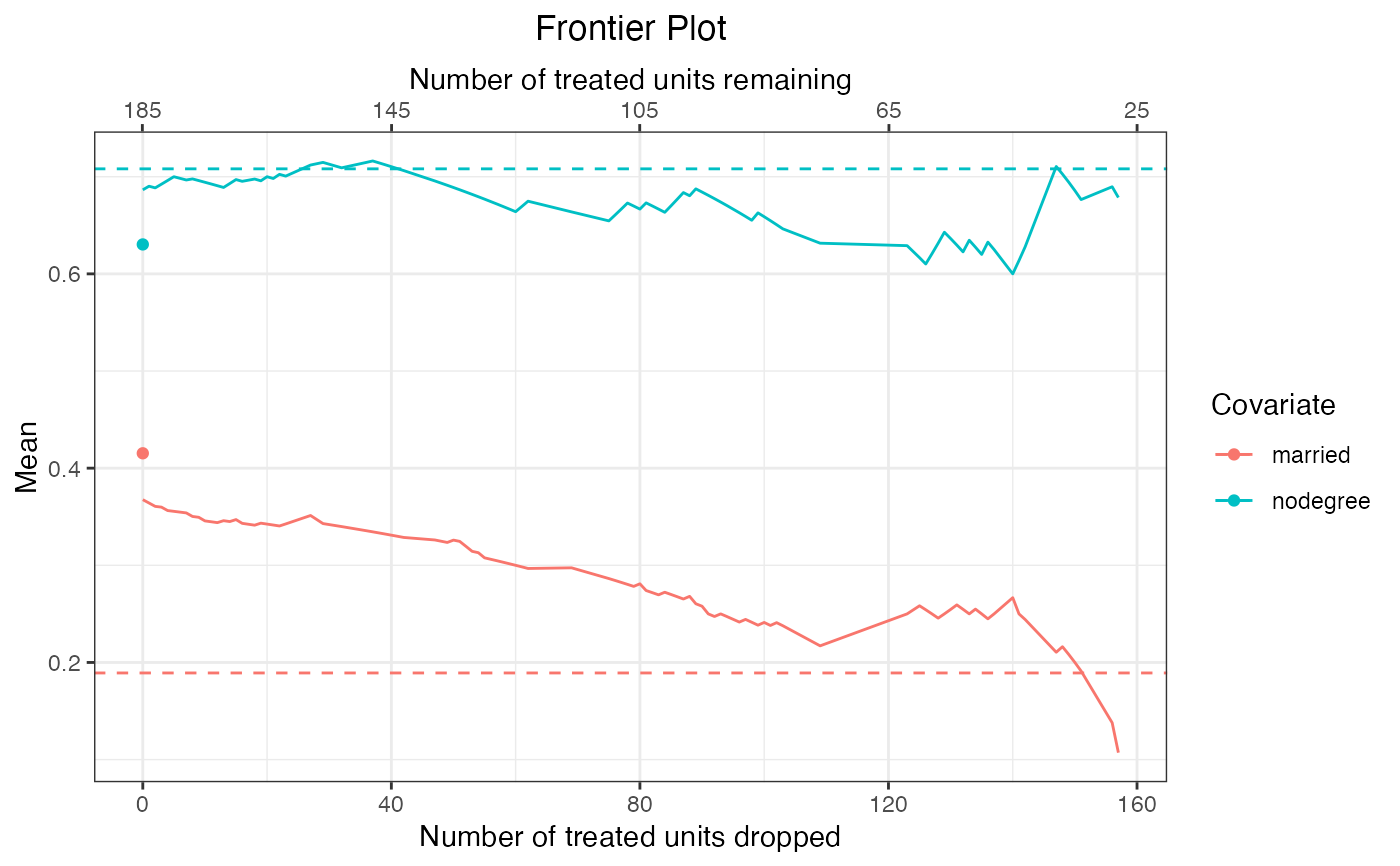 Frontier Plot
Number of treated units remaining
185 145 105 65 25
Mean
0.6
0.4
0.2
0 40 80 120 160
Number of treated units dropped
Covariate
married
nodegree